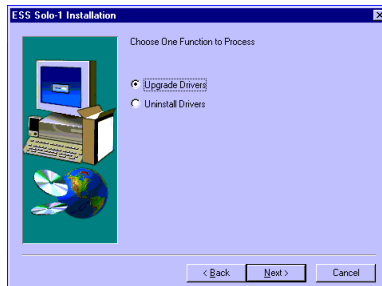 ESS Solo-1 Installation
Choose One Function to Process
Upgrade Drivers
Uninstall Drivers
< Back Next > Cancel